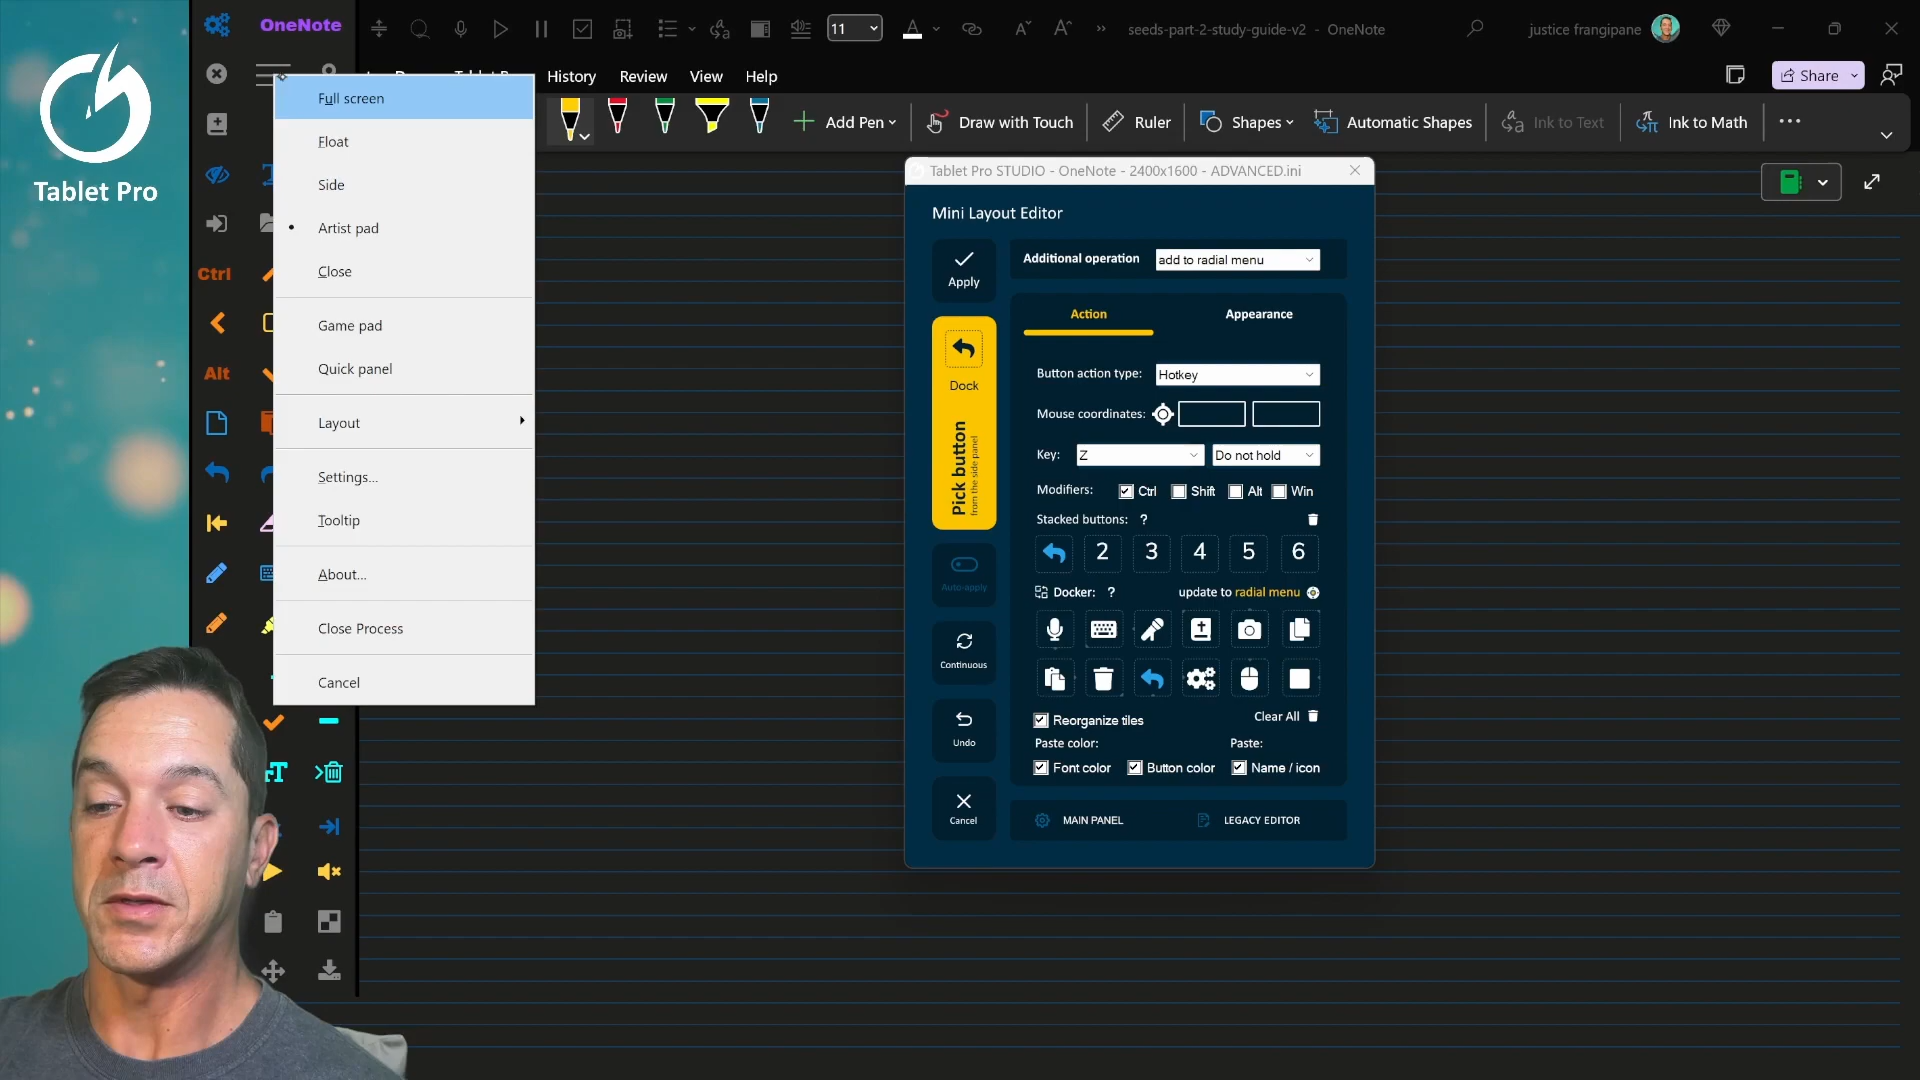 OneNote
11
seeds-part-2-study-guide-v2 - OneNote
justice frangipane
History
Review
View
Help
Share
Add Pen
Draw with Touch
Ruler
Shapes
Automatic Shapes
Ink to Text
Ink to Math
Tablet Pro
Ctrl
Alt
Full screen
Float
Side
Artist pad
Close
Game pad
Quick panel
Layout
Settings...
Tooltip
About...
Close Process
Cancel
Tablet Pro STUDIO - OneNote - 2400x1600 - ADVANCED.ini
Mini Layout Editor
Apply
Additional operation
add to radial menu
Dock
Pick button
from the side panel
Auto-apply
Continuous
Undo
Cancel
Action
Appearance
Button action type:
Hotkey
Mouse coordinates:
Key:
Z
Do not hold
Modifiers:
Ctrl
Shift
Alt
Win
Stacked buttons: ?
2
3
4
5
6
Docker: ?
update to radial menu
Reorganize tiles
Clear All
Paste color:
Paste:
Font color
Button color
Name / icon
MAIN PANEL
LEGACY EDITOR